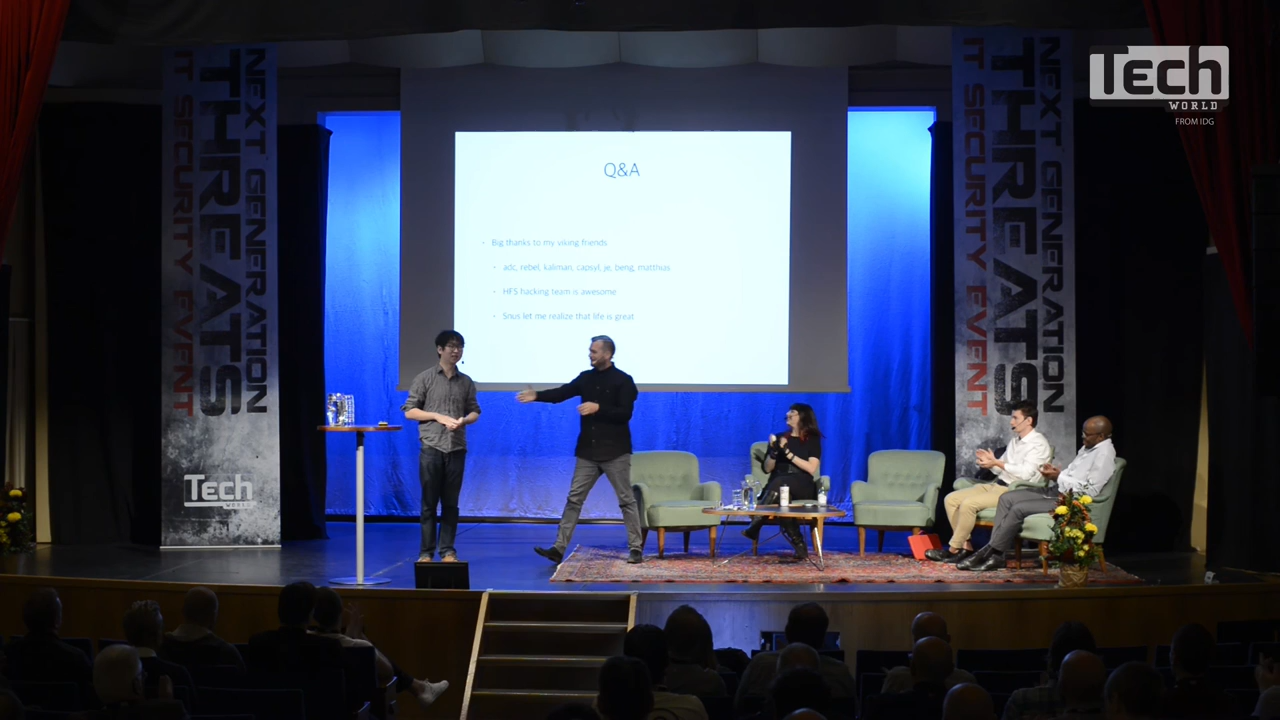 Tech
WORLD
FROM IDG
NEXT GENERATION
THREATS
IT SECURITY EVENT
Tech
WORLD
Q&A
Big thanks to my viking friends
adc, rebel, kaliman, capsyl, je, beng, matthias
HFS hacking team is awesome
Snus let me realize that life is great
NEXT GENERATION
THREATS
IT SECURITY EVENT